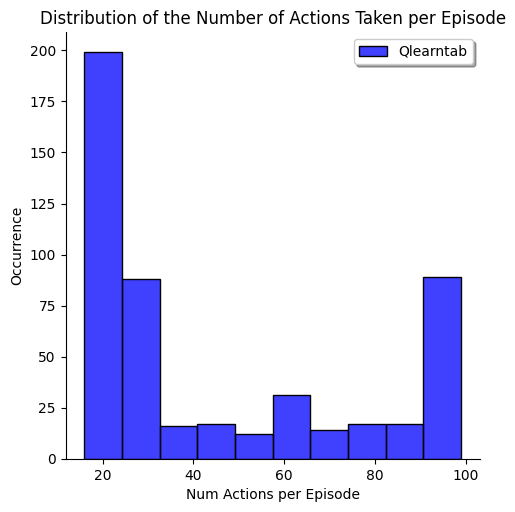 Distribution of the Number of Actions Taken per Episode
Qlearntab
200
175
150
125
100
75
50
25
0
Occurrence
20 40 60 80 100
Num Actions per Episode